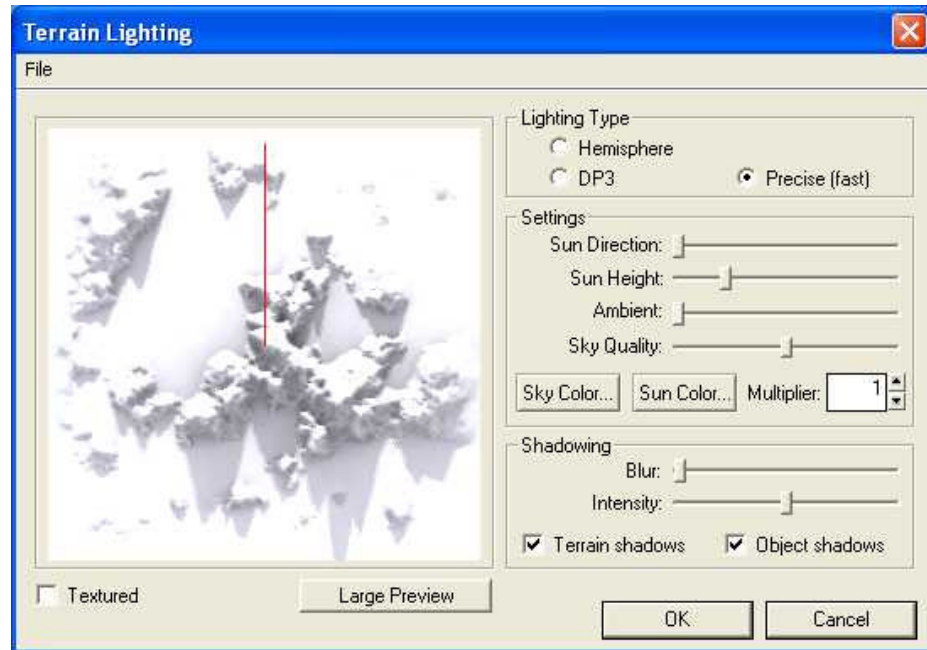 Terrain Lighting
File
Lighting Type
Hemisphere
DP3 Precise (fast)
Settings
Sun Direction:
Sun Height:
Ambient:
Sky Quality:
Sky Color... Sun Color... Multiplier: 1
Shadowing
Blur:
Intensity:
Terrain shadows Object shadows
Textured Large Preview
OK Cancel